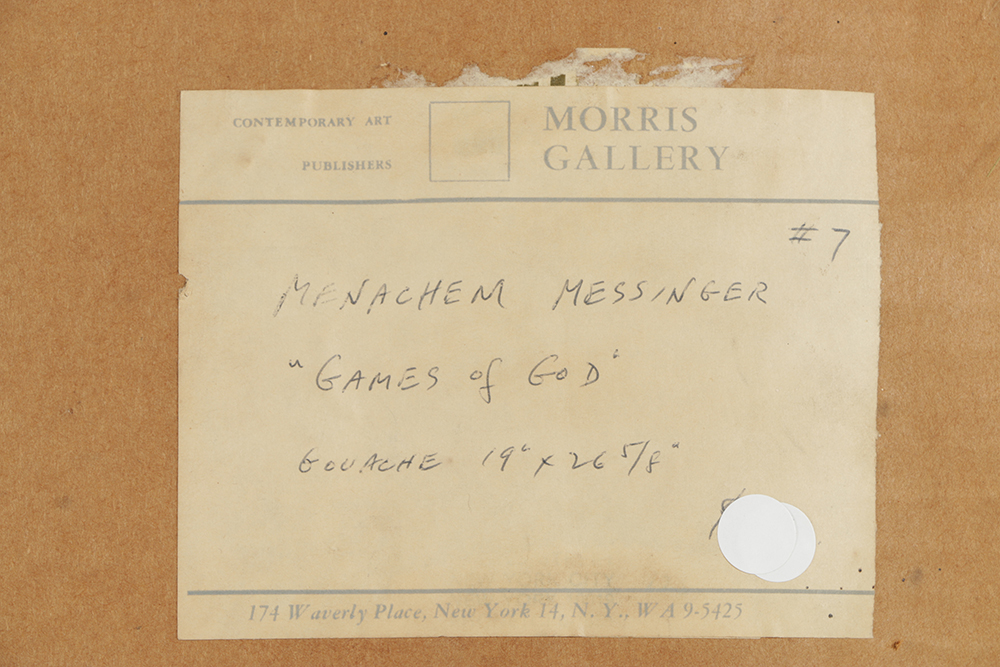 CONTEMPORARY ART
PUBLISHERS
MORRIS
GALLERY
#7
MENACHEM MESSINGER
"GAMES of GOD"
GOUACHE 19" x 26 5/8"
$
174 Waverly Place, New York 14, N. Y., WA 9-5425